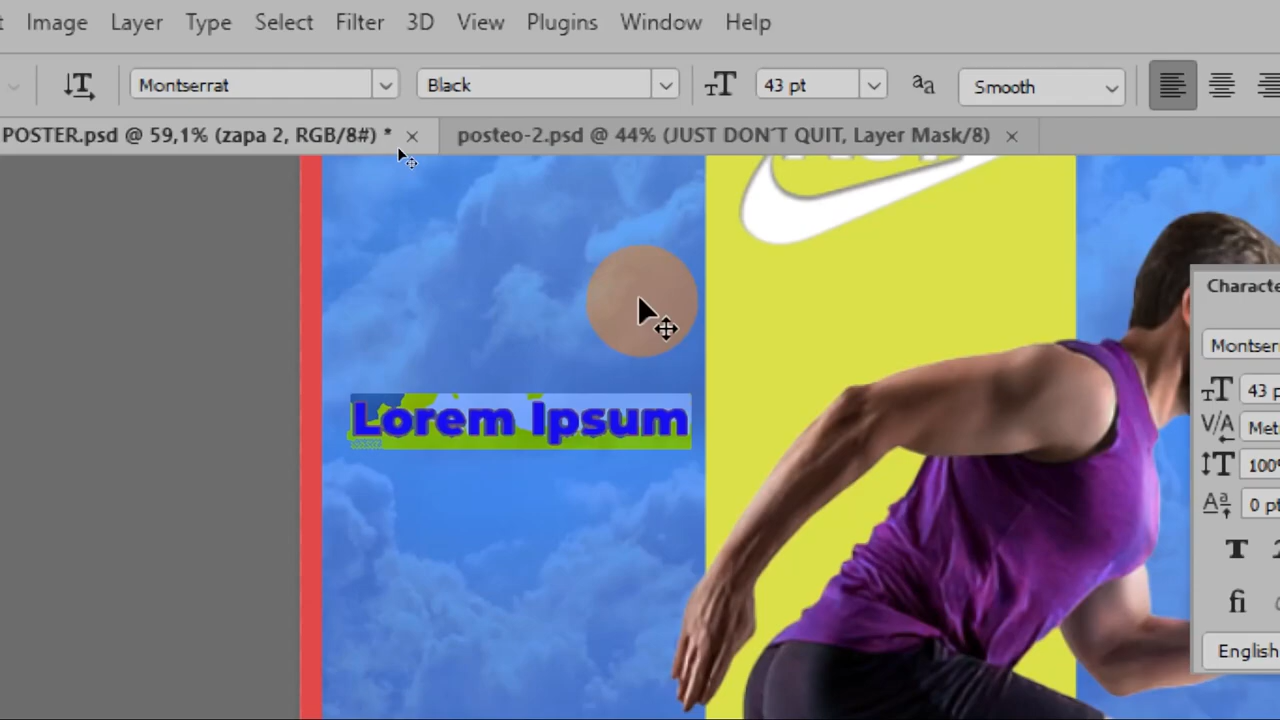 Image Layer Type Select Filter 3D View Plugins Window Help
Montserrat Black 43 pt Smooth
POSTER.psd @ 59,1% (zapa 2, RGB/8#) * posteo-2.psd @ 44% (JUST DON´T QUIT, Layer Mask/8)
Characte
Montser
43 p
Met
Lorem Ipsum
100%
0 pt
T
fi
English